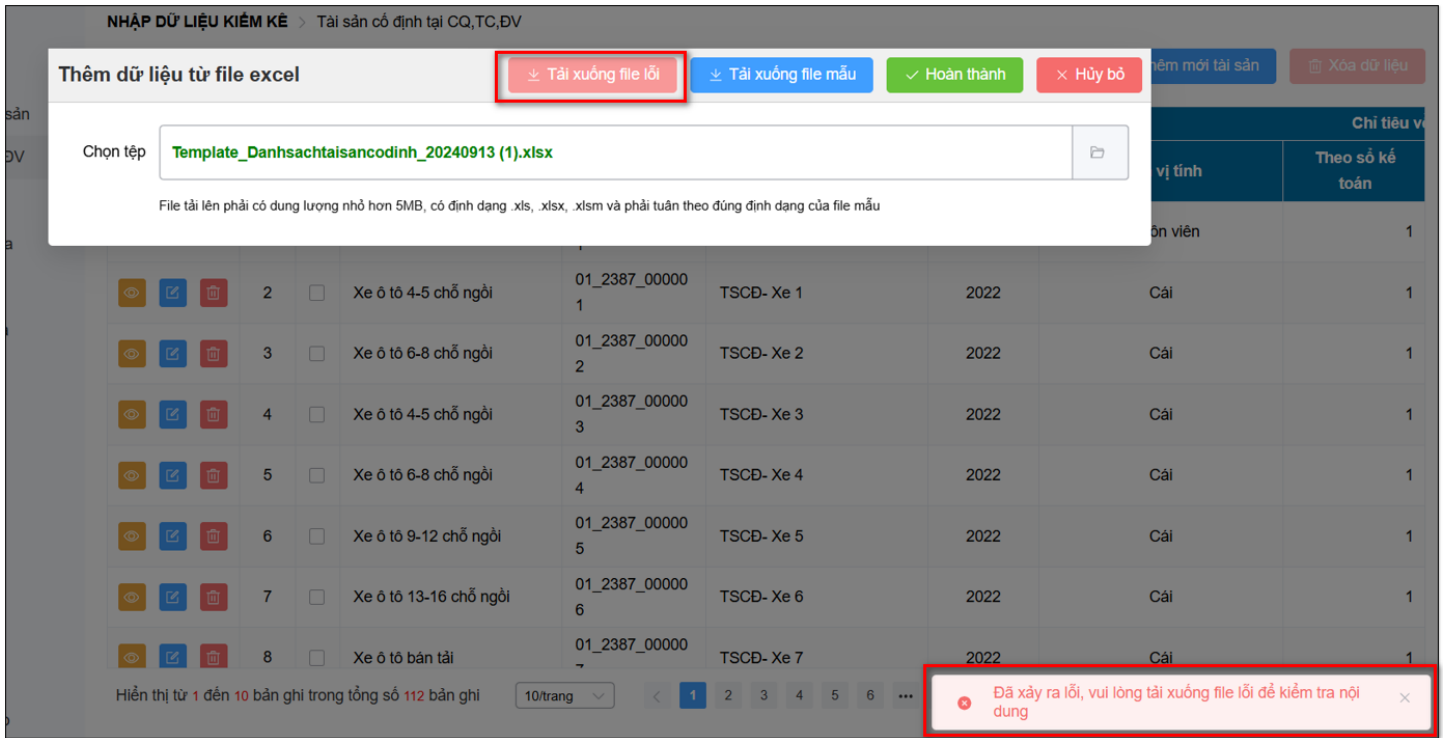 NHẬP DỮ LIỆU KIỂM KÊ > Tài sản cố định tại CQ,TC,ĐV
Thêm dữ liệu từ file excel
Tải xuống file lỗi
Tải xuống file mẫu
Hoàn thành
Hủy bỏ
mới tài sản
Xóa dữ liệu
sản
ĐV
Chọn tệp
Template_Danhsachtaisancodinh_20240913 (1).xlsx
File tải lên phải có dung lượng nhỏ hơn 5MB, có định dạng .xls, .xlsx, .xlsm và phải tuân theo đúng định dạng của file mẫu
Chỉ tiêu
vị tính
Theo sổ kế
toán
viên 1
2 Xe ô tô 4-5 chỗ ngồi 01_2387_00000 TSCĐ- Xe 1 2022 Cái 1
1
3 Xe ô tô 6-8 chỗ ngồi 01_2387_00000 TSCĐ- Xe 2 2022 Cái 1
2
4 Xe ô tô 4-5 chỗ ngồi 01_2387_00000 TSCĐ- Xe 3 2022 Cái 1
3
5 Xe ô tô 6-8 chỗ ngồi 01_2387_00000 TSCĐ- Xe 4 2022 Cái 1
4
6 Xe ô tô 9-12 chỗ ngồi 01_2387_00000 TSCĐ- Xe 5 2022 Cái 1
5
7 Xe ô tô 13-16 chỗ ngồi 01_2387_00000 TSCĐ- Xe 6 2022 Cái 1
6
8 Xe ô tô bán tải 01_2387_00000 TSCĐ- Xe 7 2022 Cái 1
Hiển thị từ 1 đến 10 bản ghi trong tổng số 112 bản ghi
10/trang
< 1 2 3 4 5 6 •••
Đã xảy ra lỗi, vui lòng tải xuống file lỗi để kiểm tra nội
dung